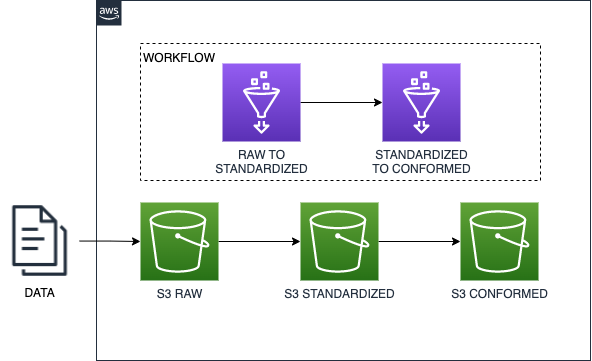 aws
WORKFLOW
RAW TO
STANDARDIZED
STANDARDIZED
TO CONFORMED
DATA
S3 RAW
S3 STANDARDIZED
S3 CONFORMED